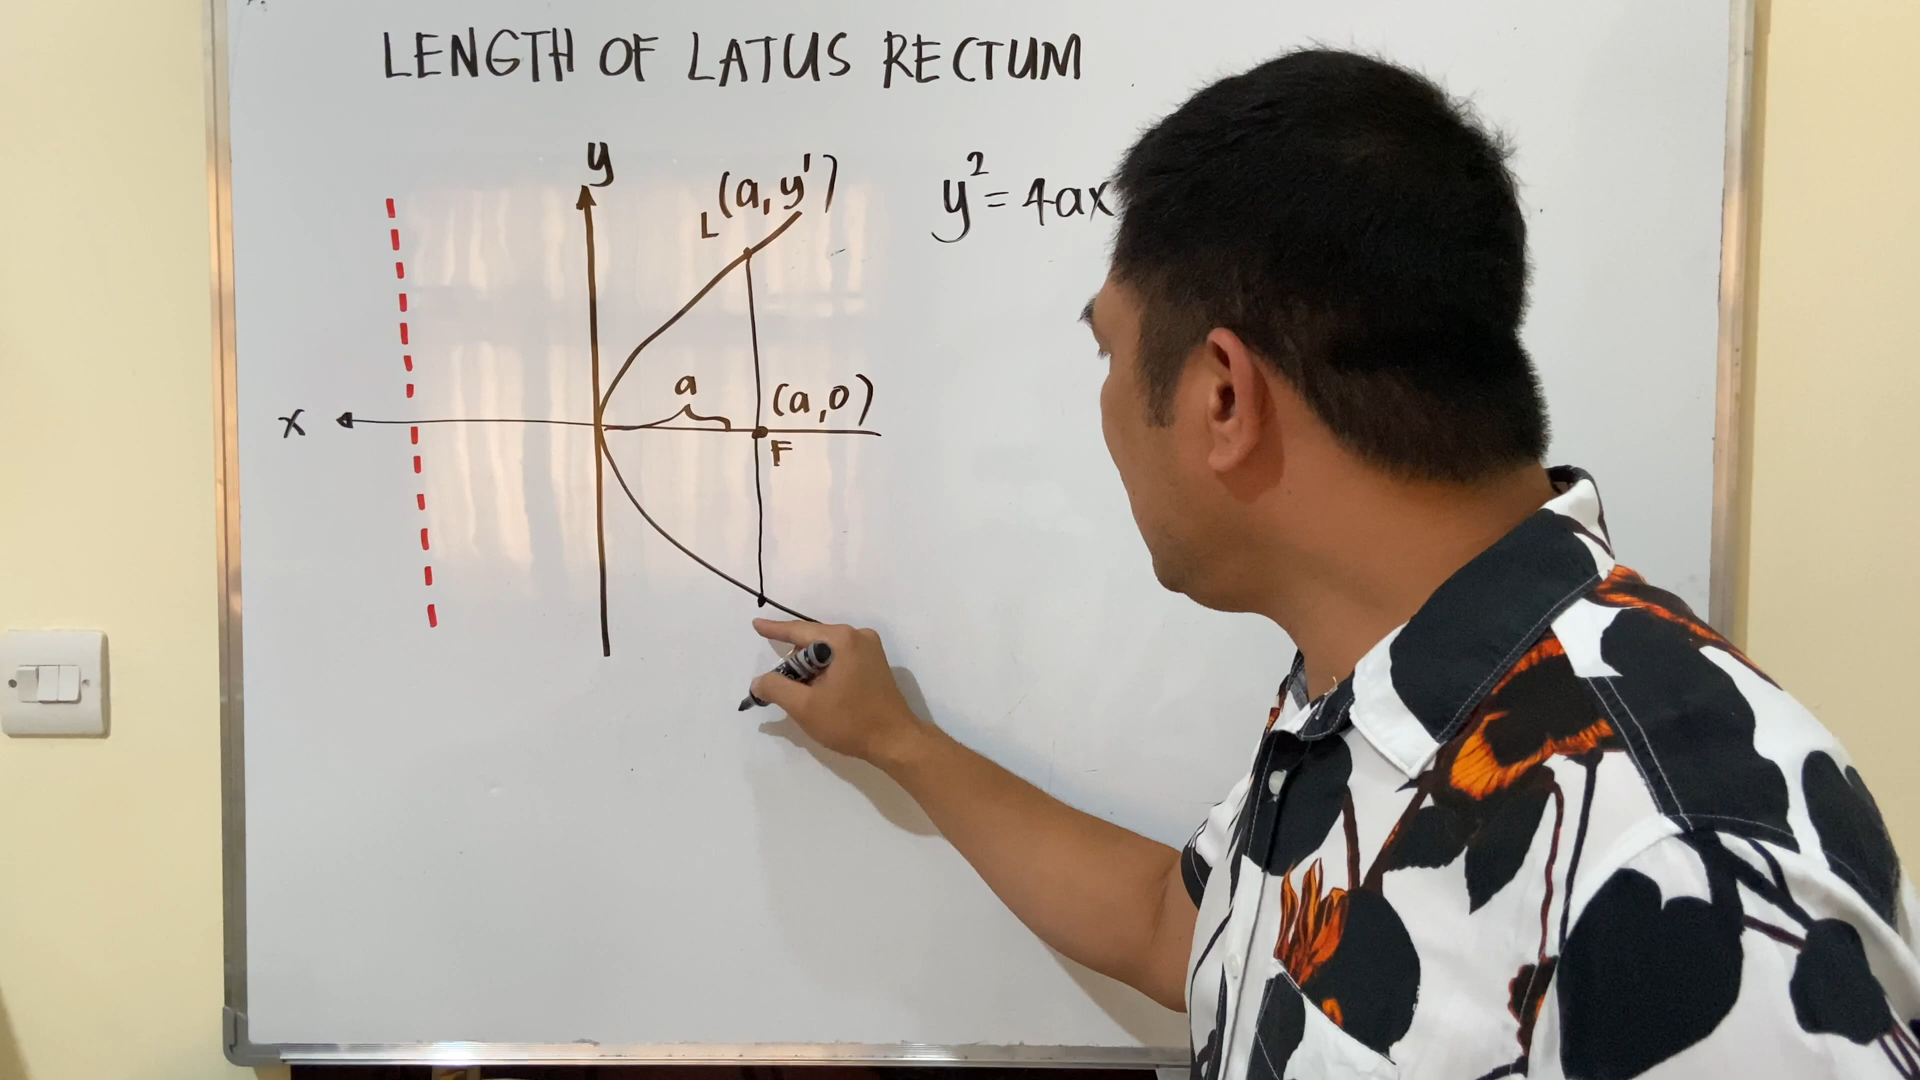 LENGTH OF LATUS RECTUM
y
L (a, y')
y² = 4ax
a
(a, 0)
x
F